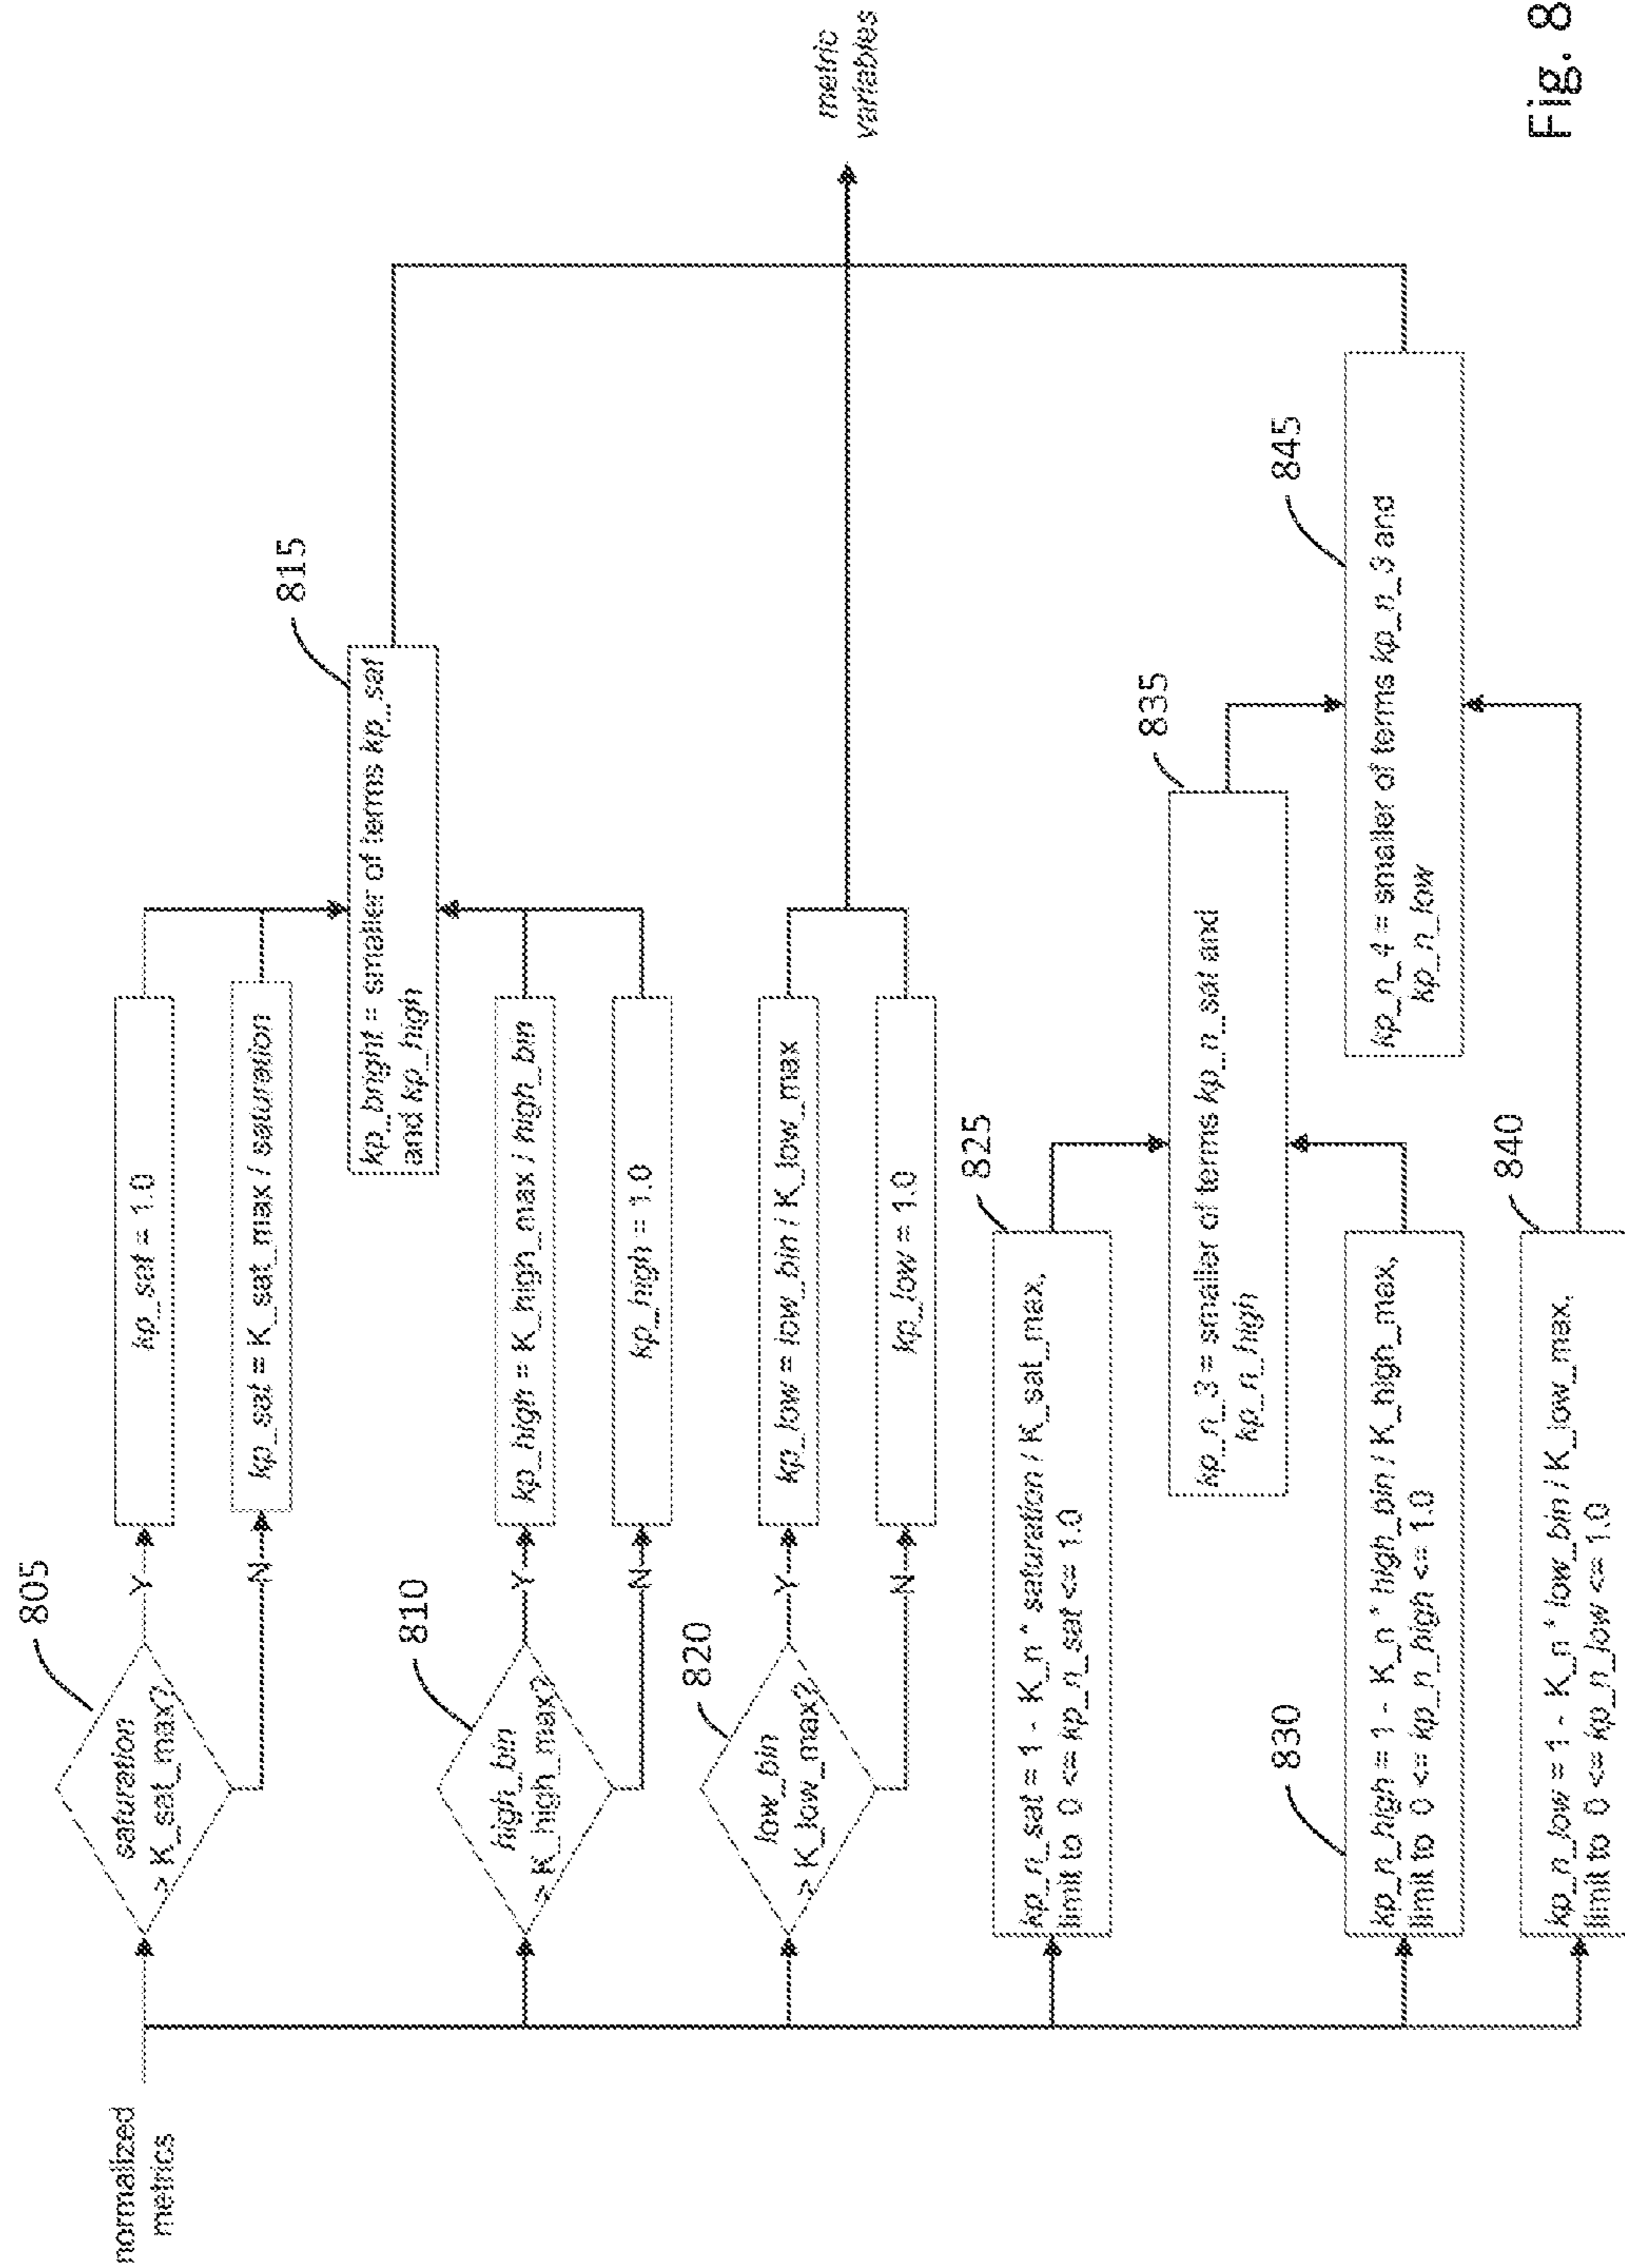 normalized
metrics
805
saturation
> K_sat_max?
Y
N
kp_sat = 1.0
kp_sat = K_sat_max / saturation
810
high_bin
> K_high_max?
Y
N
kp_high = K_high_max / high_bin
kp_high = 1.0
815
kp_bright = smaller of terms kp_sat
and kp_high
820
low_bin
> K_low_max?
Y
N
kp_low = low_bin / K_low_max
kp_low = 1.0
metric
variables
825
kp_n_sat = 1 - K_n * saturation / K_sat_max,
limit to 0 <= kp_n_sat <= 1.0
830
kp_n_high = 1 - K_n * high_bin / K_high_max,
limit to 0 <= kp_n_high <= 1.0
835
kp_n_3 = smaller of terms kp_n_sat and
kp_n_high
840
kp_n_low = 1 - K_n * low_bin / K_low_max,
limit to 0 <= kp_n_low <= 1.0
845
kp_n_4 = smaller of terms kp_n_3 and
kp_n_low
Fig. 8